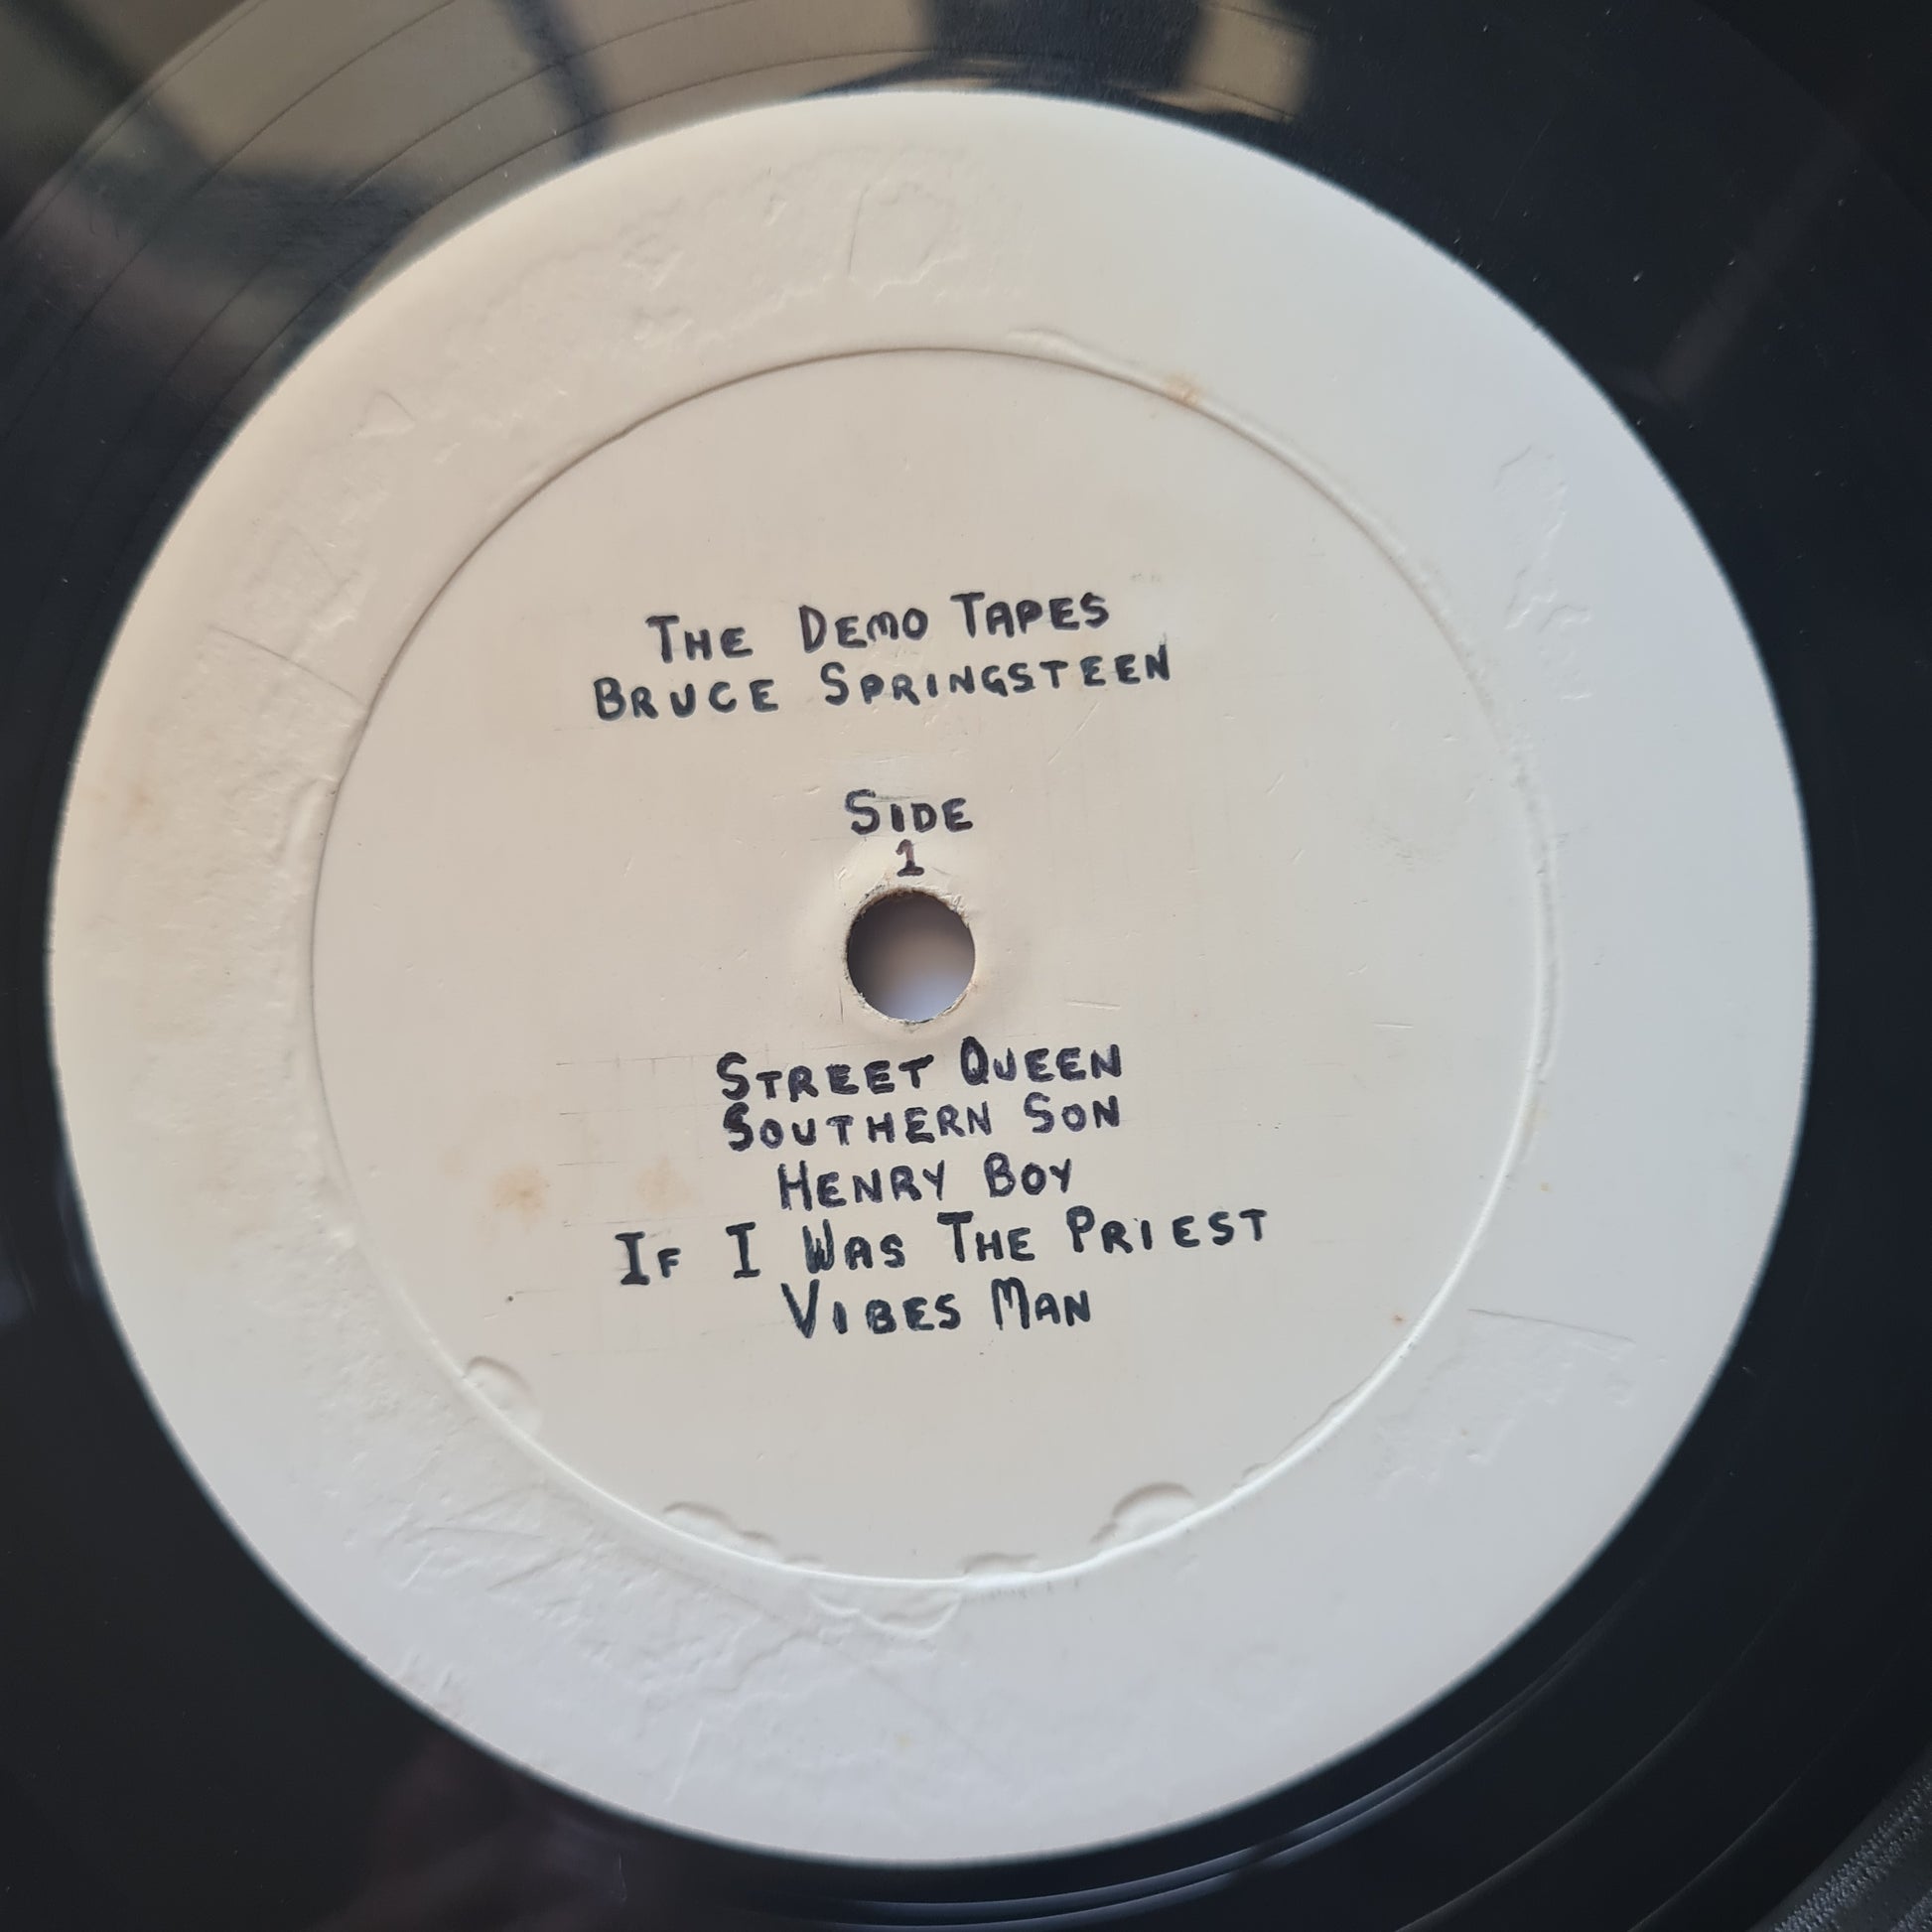 THE DEMO TAPES
BRUCE SPRINGSTEEN
SIDE
1
STREET QUEEN
SOUTHERN SON
HENRY BOY
IF I WAS THE PRIEST
VIBES MAN